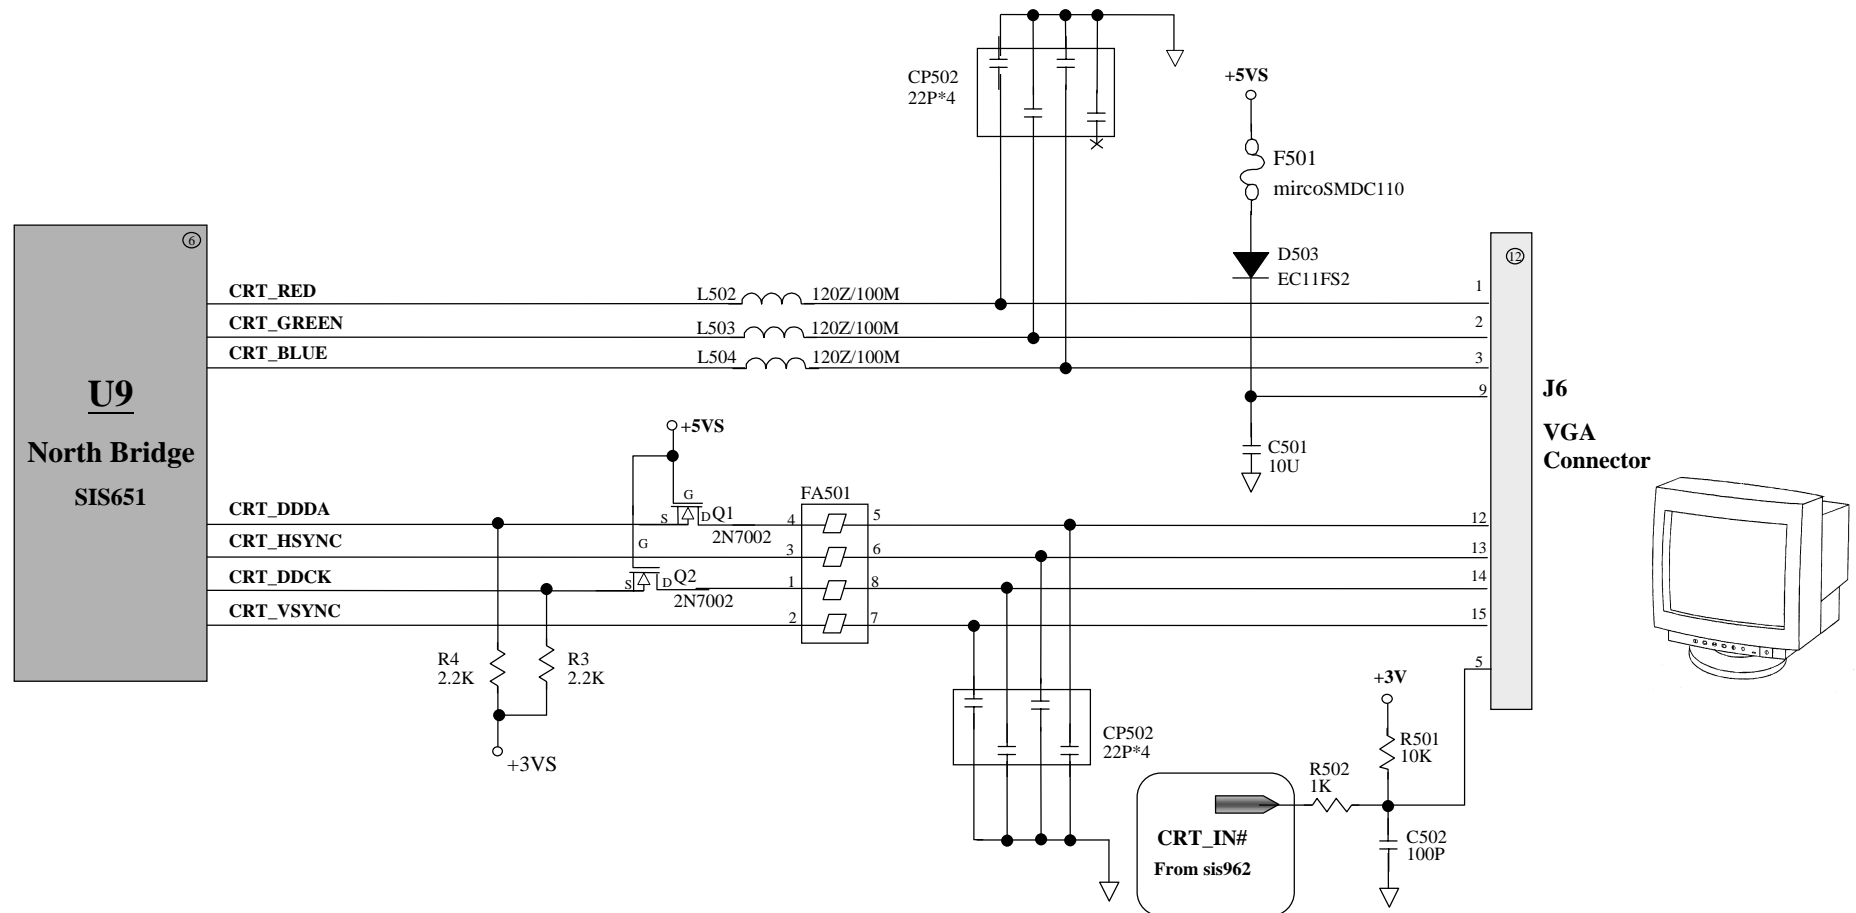 CP502
22P*4
+5VS
F501
mircoSMDC110
6
12
D503
EC11FS2
CRT_RED
L502
120Z/100M
1
CRT_GREEN
L503
120Z/100M
2
CRT_BLUE
L504
120Z/100M
3
9
U9
North Bridge
SIS651
J6
VGA
Connector
+5VS
C501
10U
CRT_DDDA
G
S
D
Q1
2N7002
FA501
4
5
12
CRT_HSYNC
G
3
6
13
CRT_DDCK
S
D
Q2
2N7002
1
8
14
CRT_VSYNC
2
7
15
R4
2.2K
R3
2.2K
5
+3VS
CP502
22P*4
+3V
R501
10K
R502
1K
CRT_IN#
From sis962
C502
100P